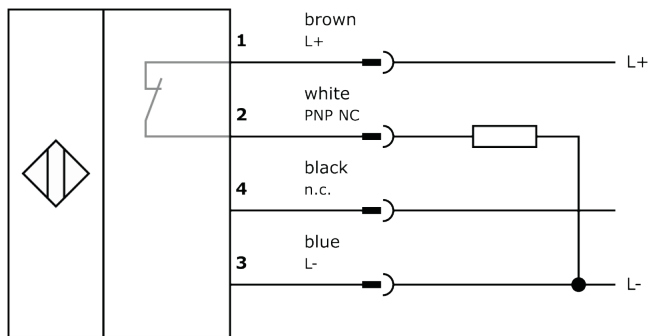 brown
1 L+ L+
white
2 PNP NC
black
4 n.c.
blue
3 L- L-